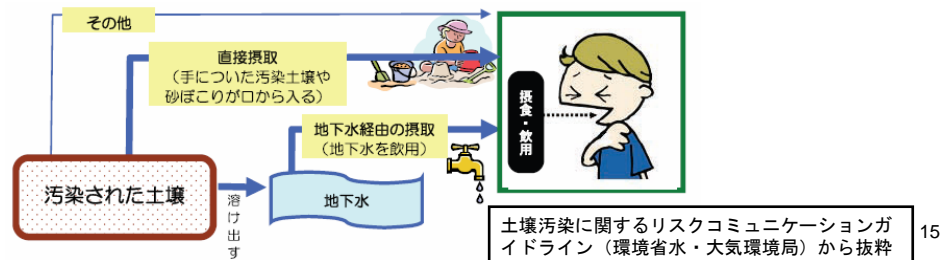 その他
直接摂取
（手についた汚染土壌や
砂ぼこりが口から入る）
地下水経由の摂取
（地下水を飲用）
摂食・飲用
汚染された土壌
溶け出す
地下水
土壌汚染に関するリスクコミュニケーションガ
イドライン（環境省水・大気環境局）から抜粋
15